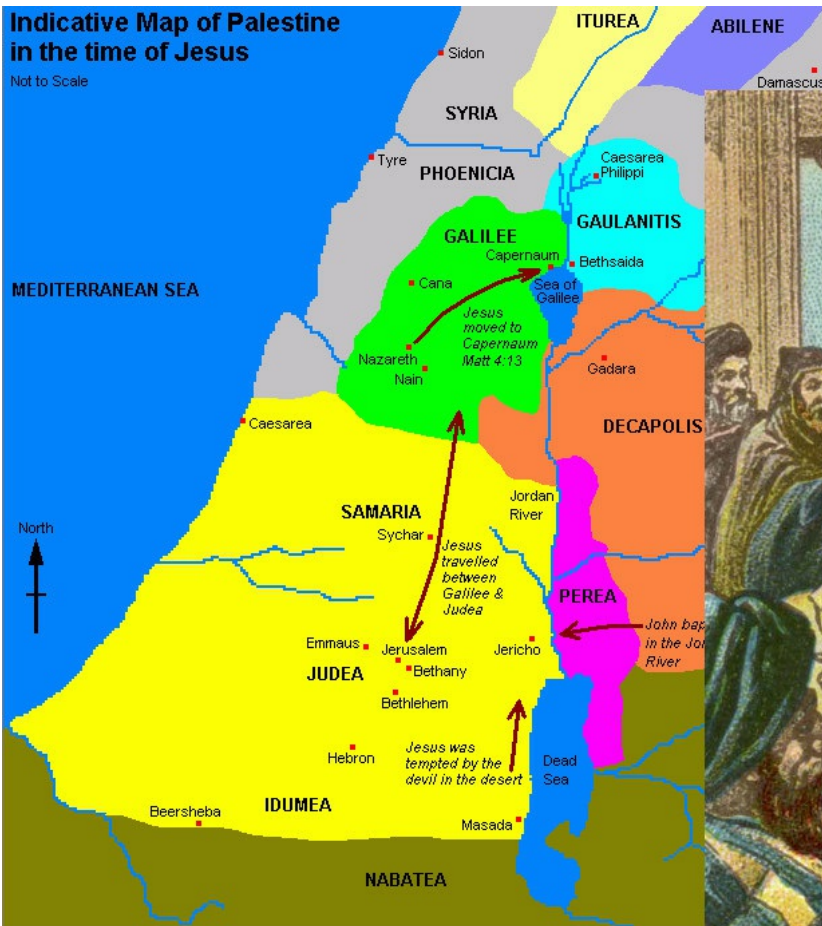 Indicative Map of Palestine
in the time of Jesus
Not to Scale
ITUREA
ABILENE
Sidon
Damascus
SYRIA
Tyre
PHOENICIA
Caesarea
Philippi
GAULANITIS
GALILEE
Capernaum
Bethsaida
Cana
Sea of
Galilee
MEDITERRANEAN SEA
Jesus
moved to
Capernaum
Matt 4:13
Nazareth
Nain
Gadara
Caesarea
DECAPOLIS
Jordan
River
SAMARIA
North
Sychar
Jesus
travelled
between
Galilee &
Judea
PEREA
John bap
in the Jor
River
Emmaus
Jerusalem
Jericho
Bethany
JUDEA
Bethlehem
Hebron
Jesus was
tempted by the
devil in the desert
Dead
Sea
IDUMEA
Beersheba
Masada
NABATEA